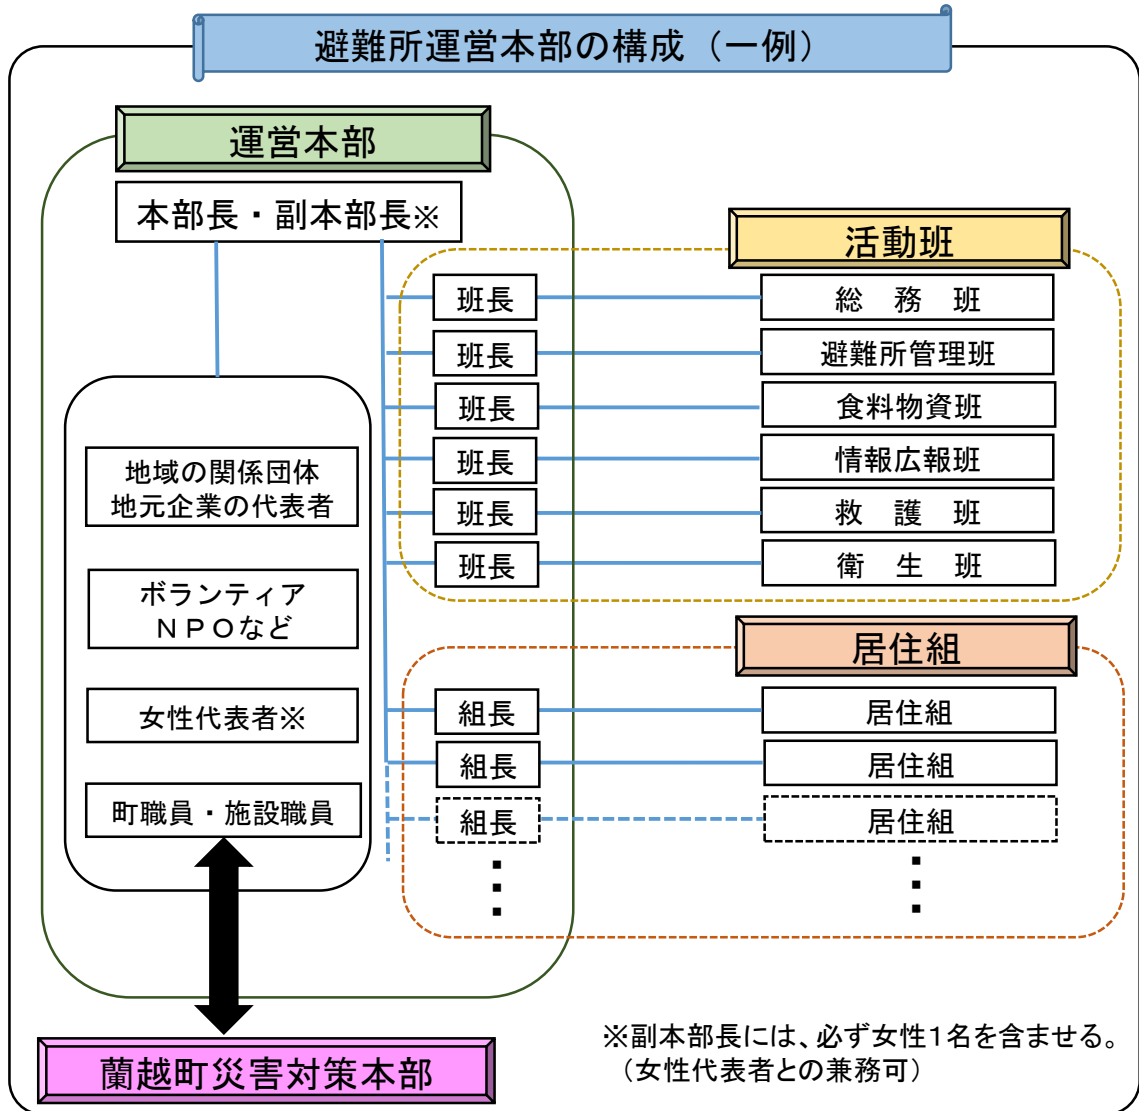 避難所運営本部の構成（一例）
運営本部
本部長・副本部長※
地域の関係団体
地元企業の代表者
ボランティア
ＮＰＯなど
女性代表者※
町職員・施設職員
蘭越町災害対策本部
活動班
班長 総　務　班
班長 避難所管理班
班長 食料物資班
班長 情報広報班
班長 救　護　班
班長 衛　生　班
居住組
組長 居住組
組長 居住組
組長 居住組
※副本部長には、必ず女性１名を含ませる。
（女性代表者との兼務可）